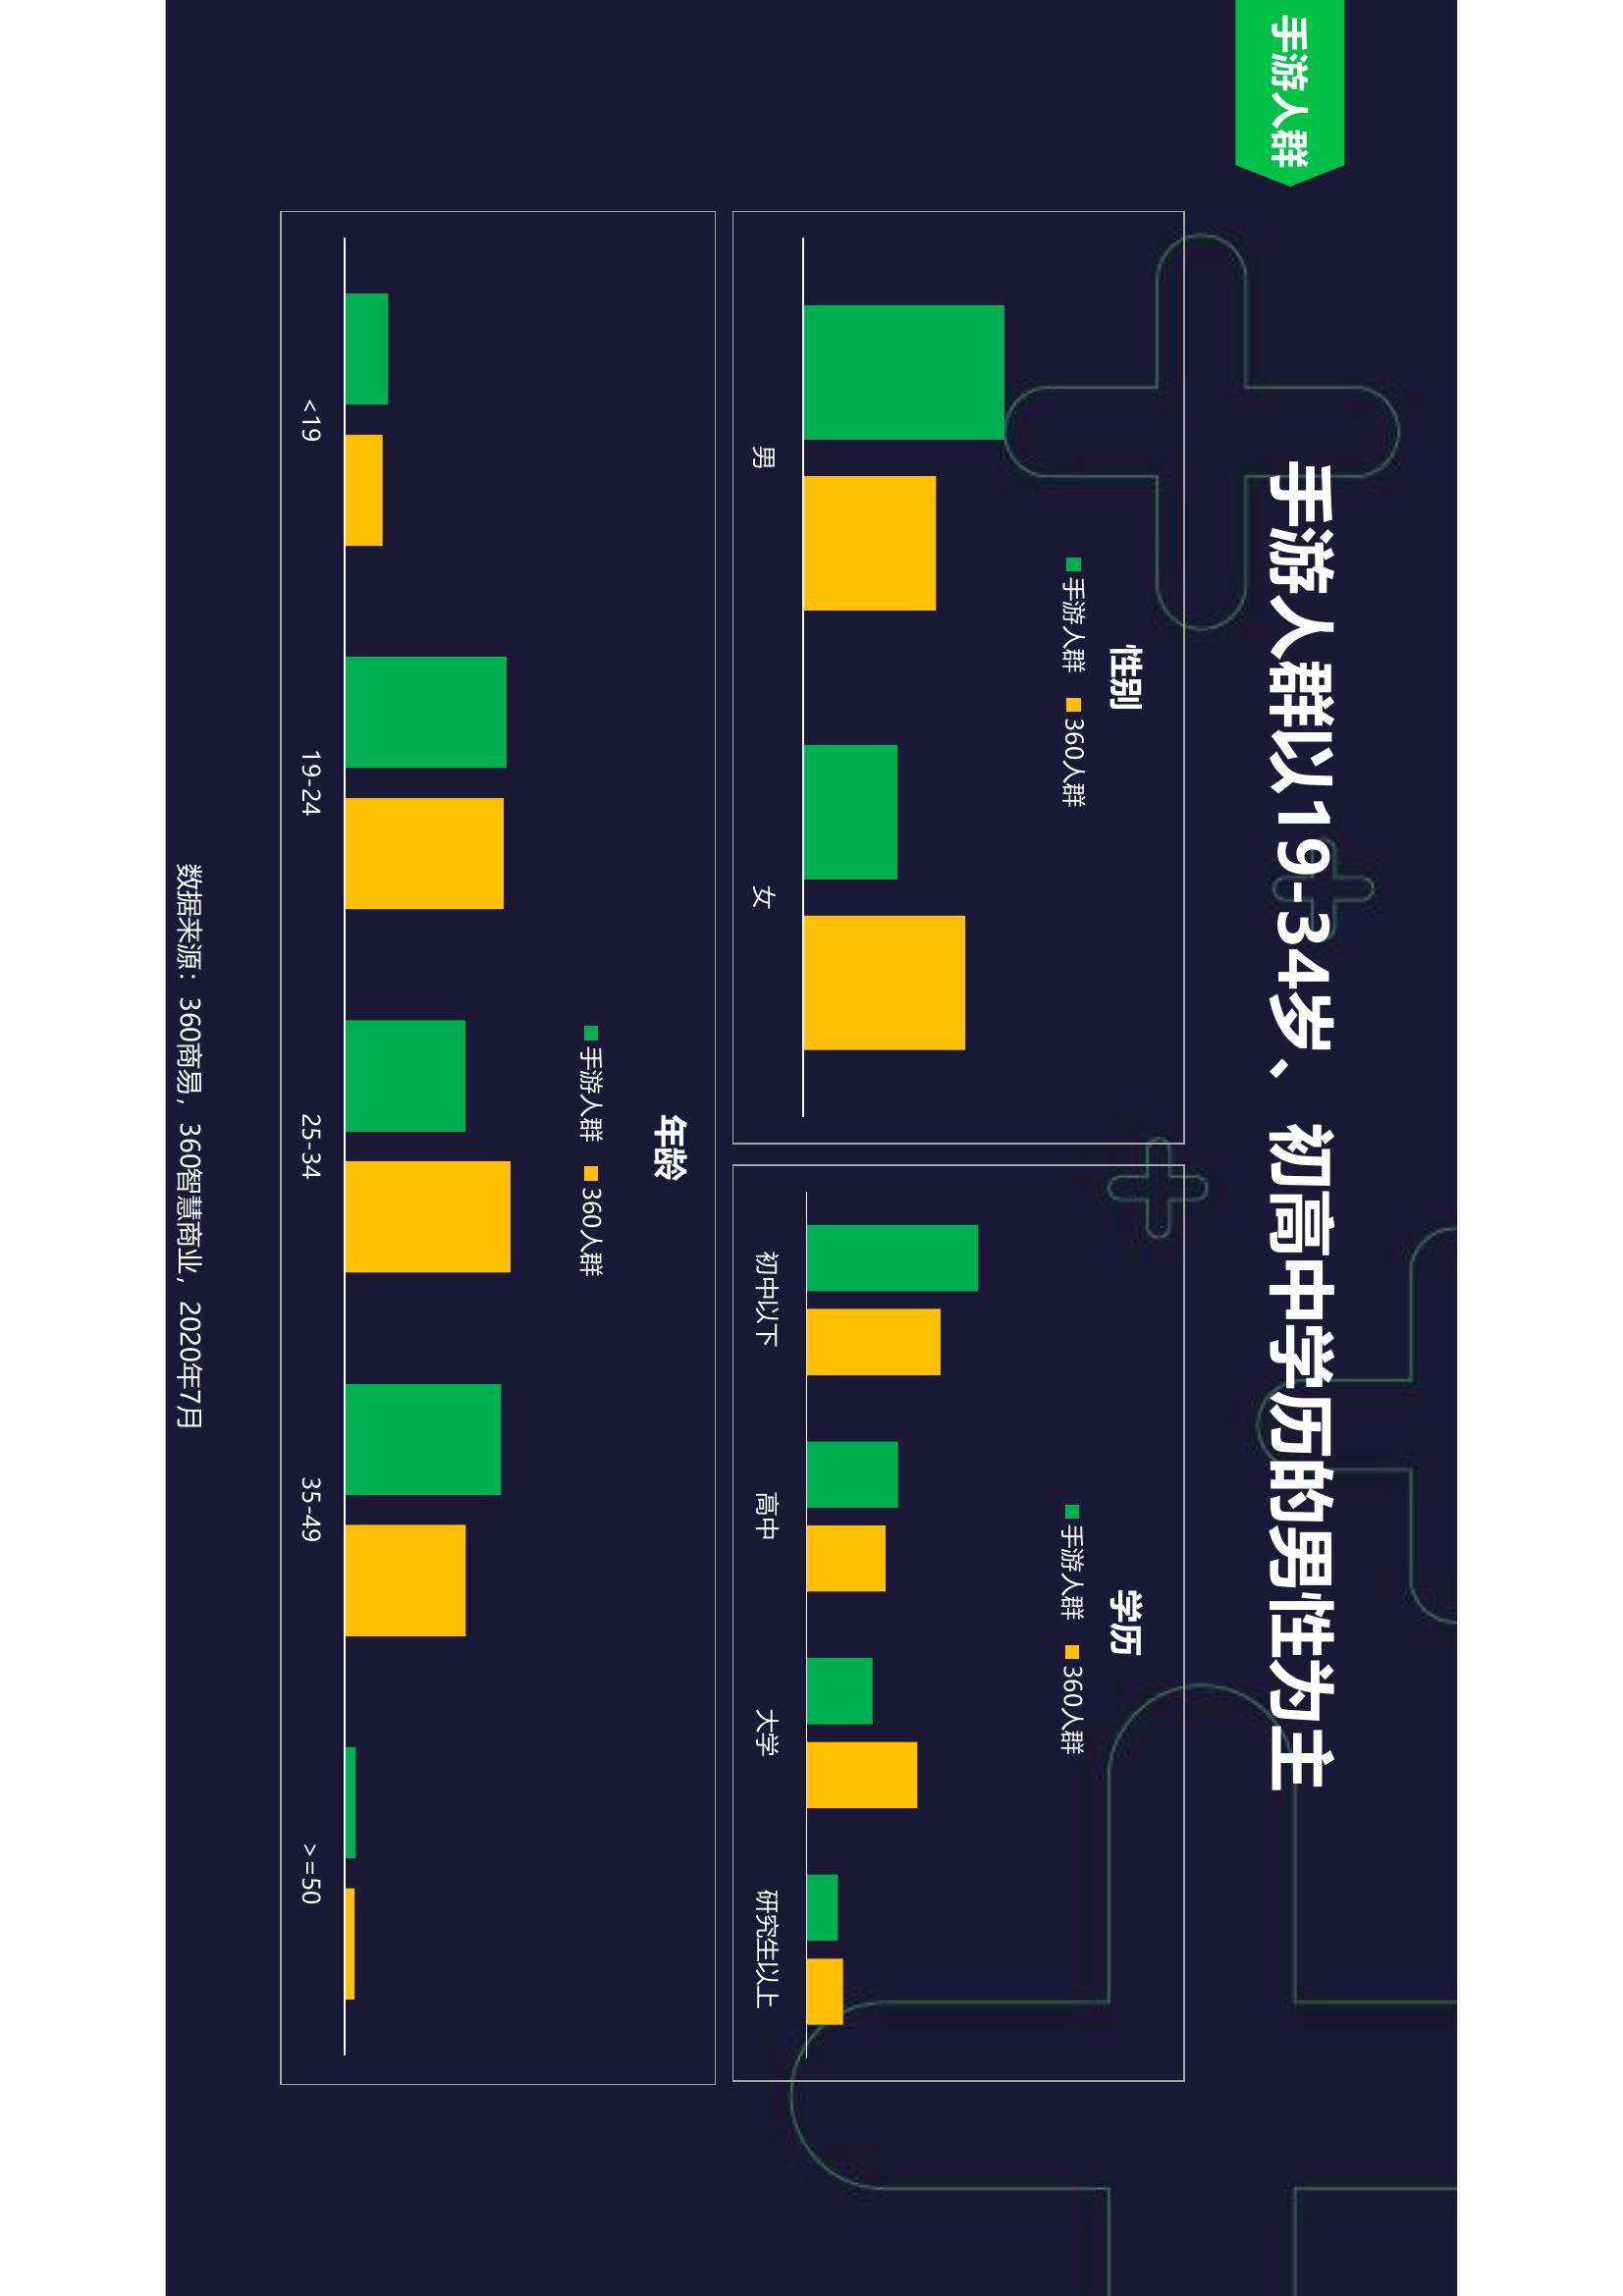 手游人群
手游人群以19-34岁、初高中学历的男性为主
性别
手游人群 360人群
男 女
学历
手游人群 360人群
初中以下 高中 大学 研究生以上
年龄
手游人群 360人群
<19 19-24 25-34 35-49 >=50
数据来源：360商易，360智慧商业，2020年7月